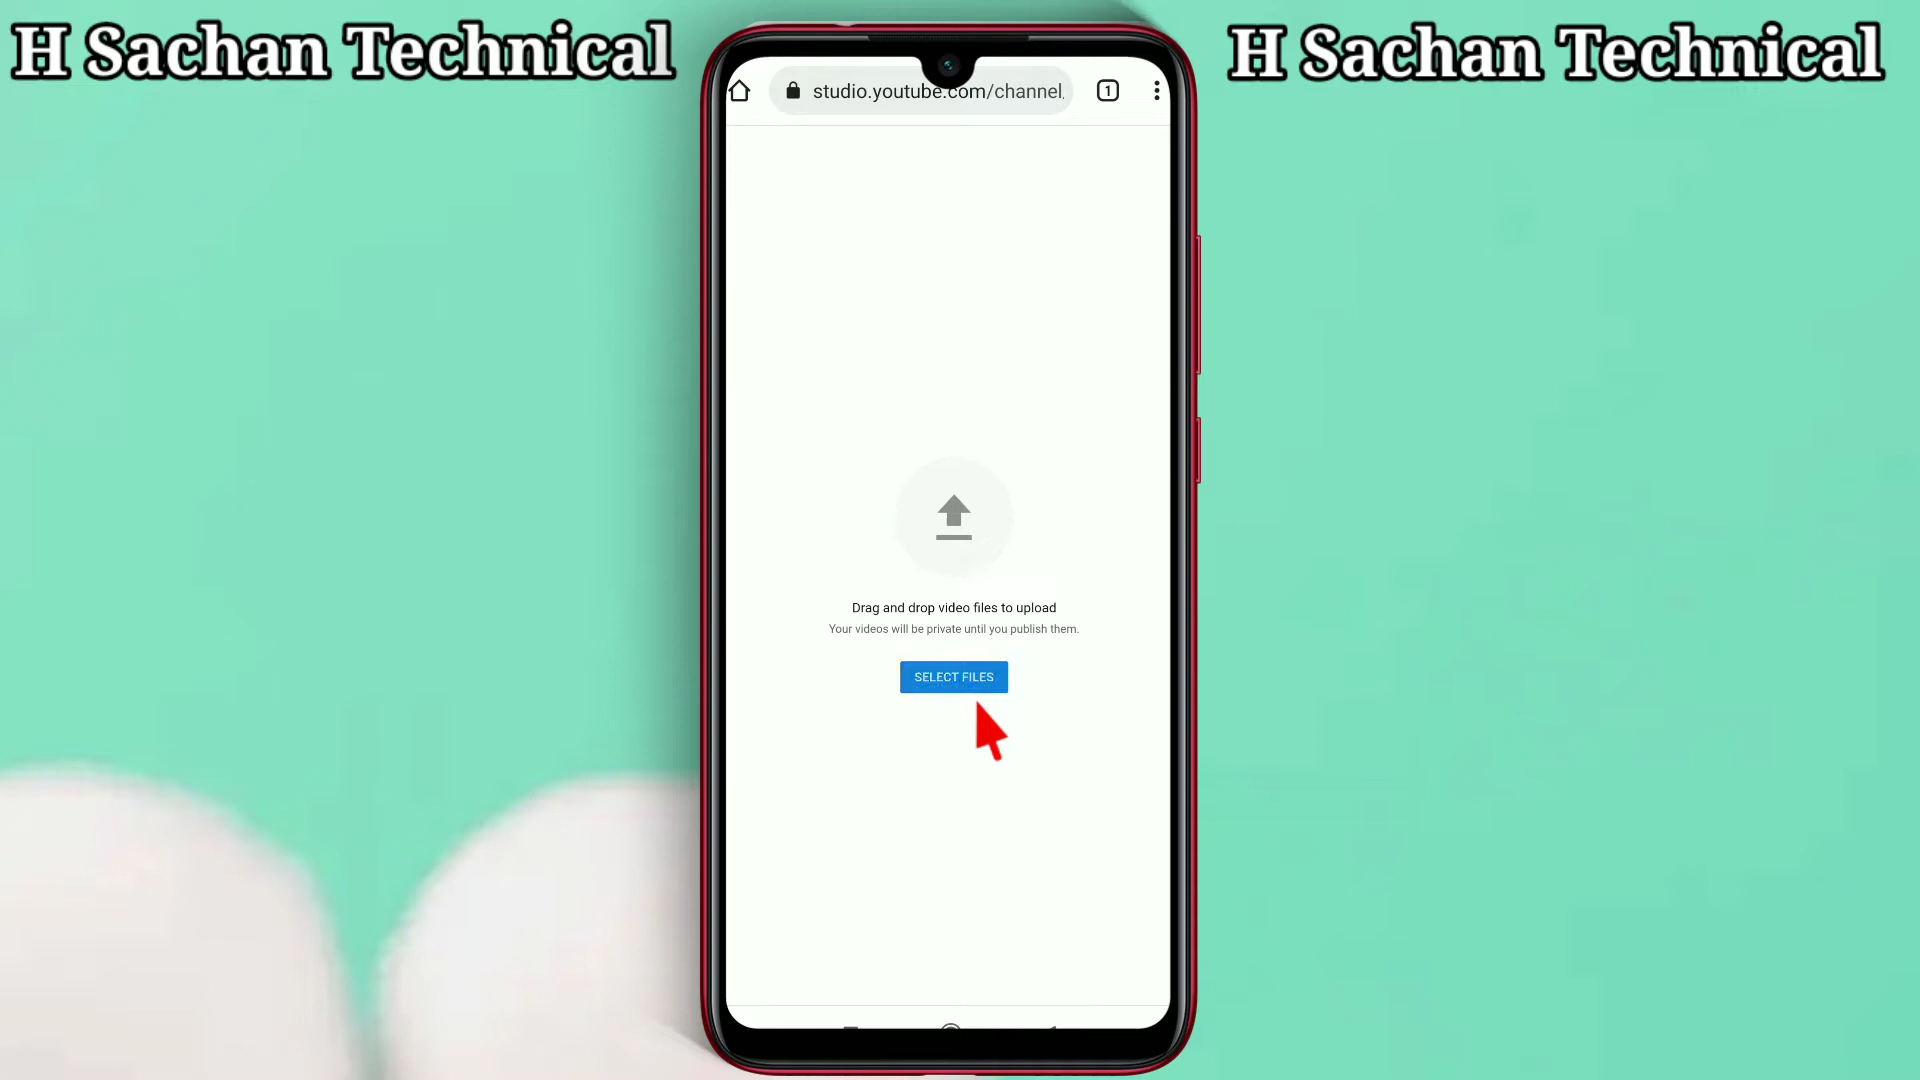 H Sachan Technical
H Sachan Technical
studio.youtube.com/channel
1
Drag and drop video files to upload
Your videos will be private until you publish them.
SELECT FILES